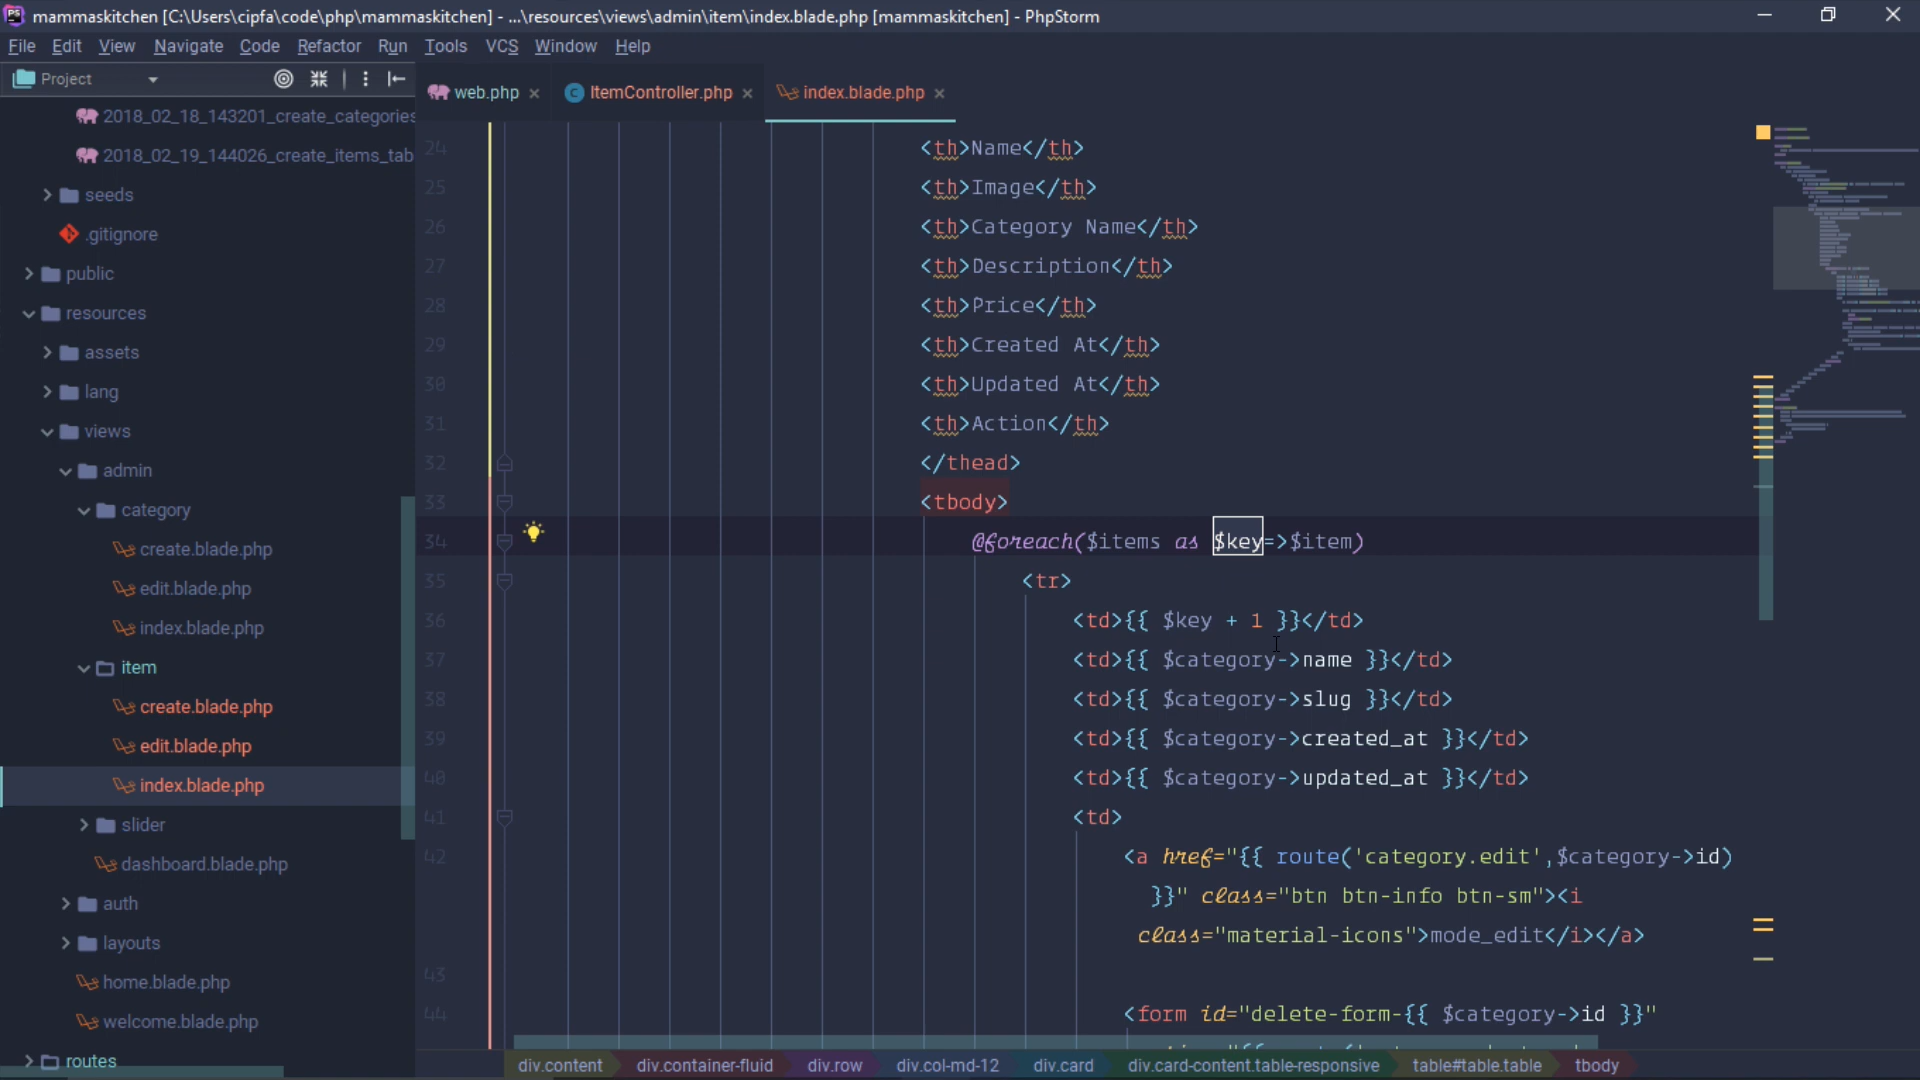 mammaskitchen [C:\Users\cipfa\code\php\mammaskitchen] - ...\resources\views\admin\item\index.blade.php [mammaskitchen] - PhpStorm
File Edit View Navigate Code Refactor Run Tools VCS Window Help
Project
web.php ItemController.php index.blade.php
2018_02_18_143201_create_categories
2018_02_19_144026_create_items_tab
seeds
.gitignore
public
resources
assets
lang
views
admin
category
create.blade.php
edit.blade.php
index.blade.php
item
create.blade.php
edit.blade.php
index.blade.php
slider
dashboard.blade.php
auth
layouts
home.blade.php
welcome.blade.php
routes
24 <th>Name</th>
25 <th>Image</th>
26 <th>Category Name</th>
27 <th>Description</th>
28 <th>Price</th>
29 <th>Created At</th>
30 <th>Updated At</th>
31 <th>Action</th>
32 </thead>
33 <tbody>
34 @foreach($items as $key=>$item)
35 <tr>
36 <td>{{ $key + 1 }}</td>
37 <td>{{ $category->name }}</td>
38 <td>{{ $category->slug }}</td>
39 <td>{{ $category->created_at }}</td>
40 <td>{{ $category->updated_at }}</td>
41 <td>
42 <a href="{{ route('category.edit',$category->id)
}}" class="btn btn-info btn-sm"><i
class="material-icons">mode_edit</i></a>
43
44 <form id="delete-form-{{ $category->id }}"
div.content div.container-fluid div.row div.col-md-12 div.card div.card-content.table-responsive table#table.table tbody